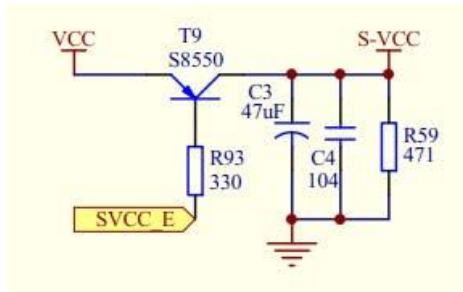 VCC
T9
S8550
S-VCC
C3
47uF
R59
471
C4
104
R93
330
SVCC_E